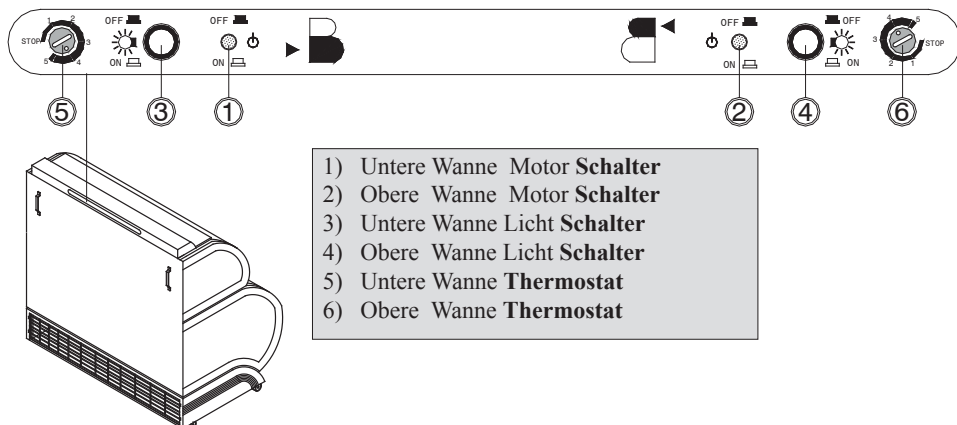 1 2 OFF OFF OFF OFF 4 5
STOP 3 3 STOP
5 4 ON ON ON ON 2 1
5 3 1 2 4 6
1) Untere Wanne Motor Schalter
2) Obere Wanne Motor Schalter
3) Untere Wanne Licht Schalter
4) Obere Wanne Licht Schalter
5) Untere Wanne Thermostat
6) Obere Wanne Thermostat